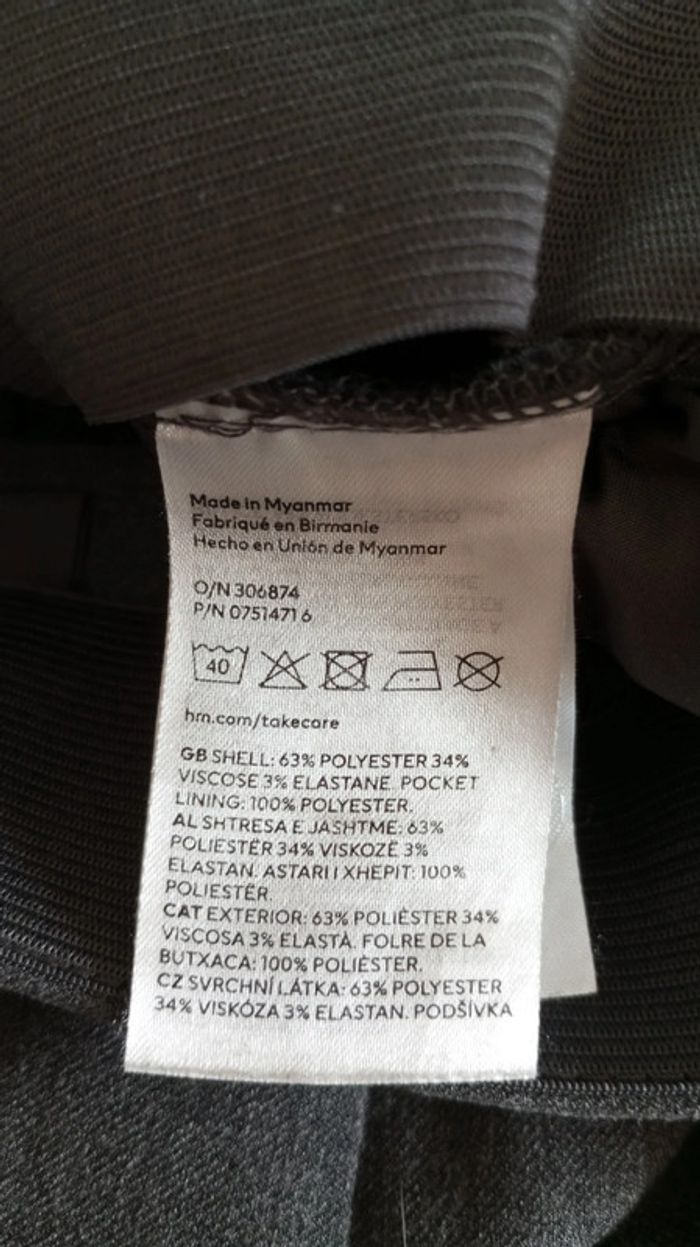 Made in Myanmar
Fabriqué en Birmanie
Hecho en Unión de Myanmar
O/N 306874
P/N 0751471 6
40
hm.com/takecare
GB SHELL: 63% POLYESTER 34%
VISCOSE 3% ELASTANE. POCKET
LINING: 100% POLYESTER.
AL SHTRESA E JASHTME: 63%
POLIESTËR 34% VISKOZË 3%
ELASTAN. ASTARI I XHEPIT: 100%
POLIESTËR.
CAT EXTERIOR: 63% POLIÈSTER 34%
VISCOSA 3% ELASTÀ. FOLRE DE LA
BUTXACA: 100% POLIÈSTER.
CZ SVRCHNÍ LÁTKA: 63% POLYESTER
34% VISKÓZA 3% ELASTAN. PODŠÍVKA